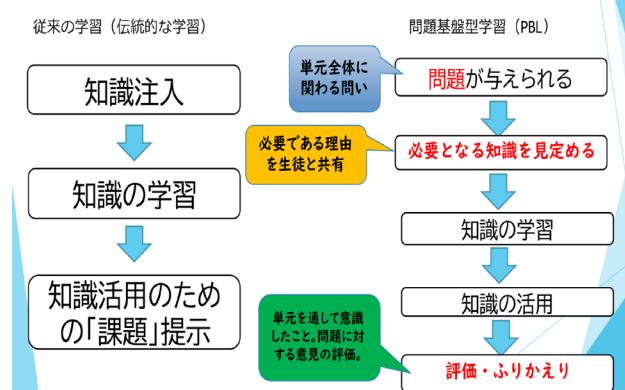 従来の学習（伝統的な学習）
知識注入
知識の学習
知識活用のため
の「課題」提示
問題基盤型学習（PBL）
単元全体に
関わる問い
問題が与えられる
必要である理由
を生徒と共有
必要となる知識を見定める
知識の学習
知識の活用
単元を通して意識
したこと。問題に対
する意見の評価。
評価・ふりかえり